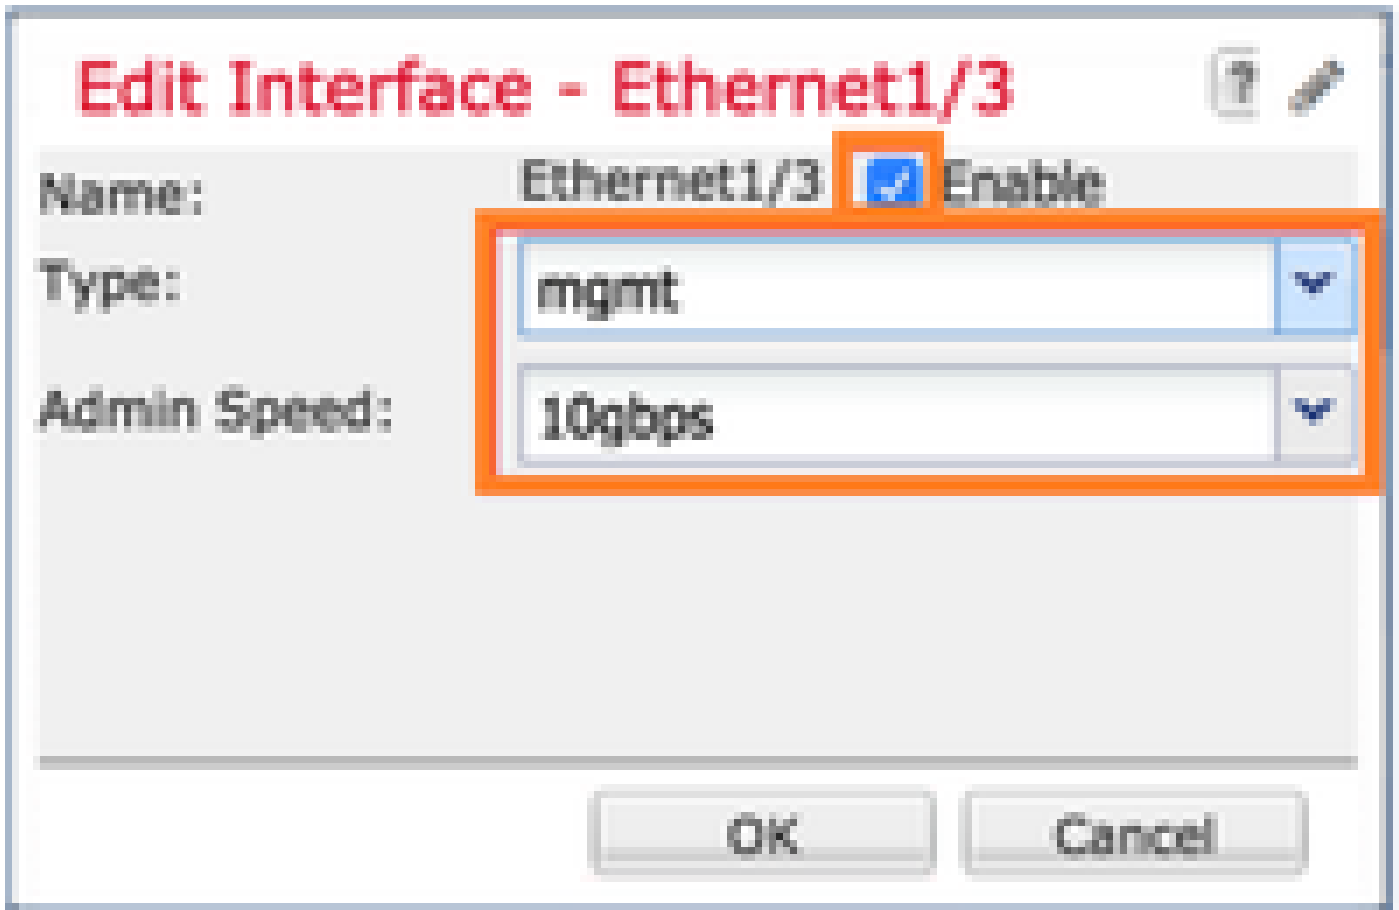 Edit Interface - Ethernet1/3 ?
Name: Ethernet1/3 Enable
Type: mgmt
Admin Speed: 10gbps
OK Cancel